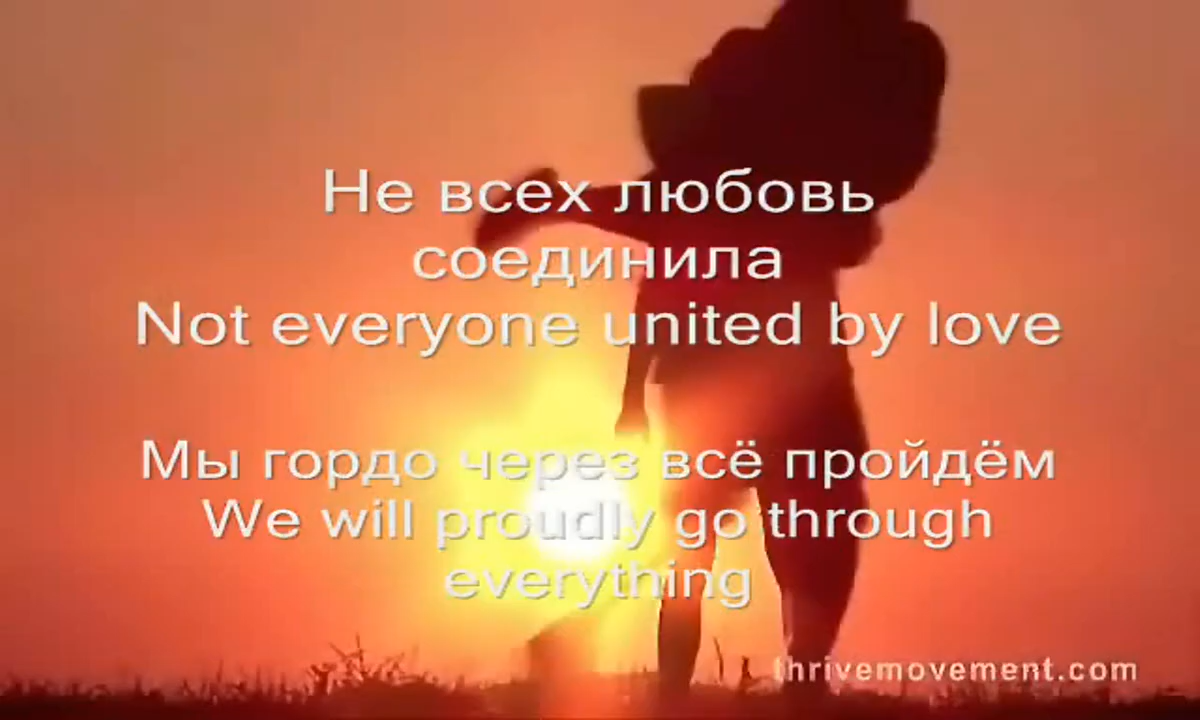 Не всех любовь
соединила
Not everyone united by love
Мы гордо через всё пройдём
We will proudly go through
everything
thrivemovement.com